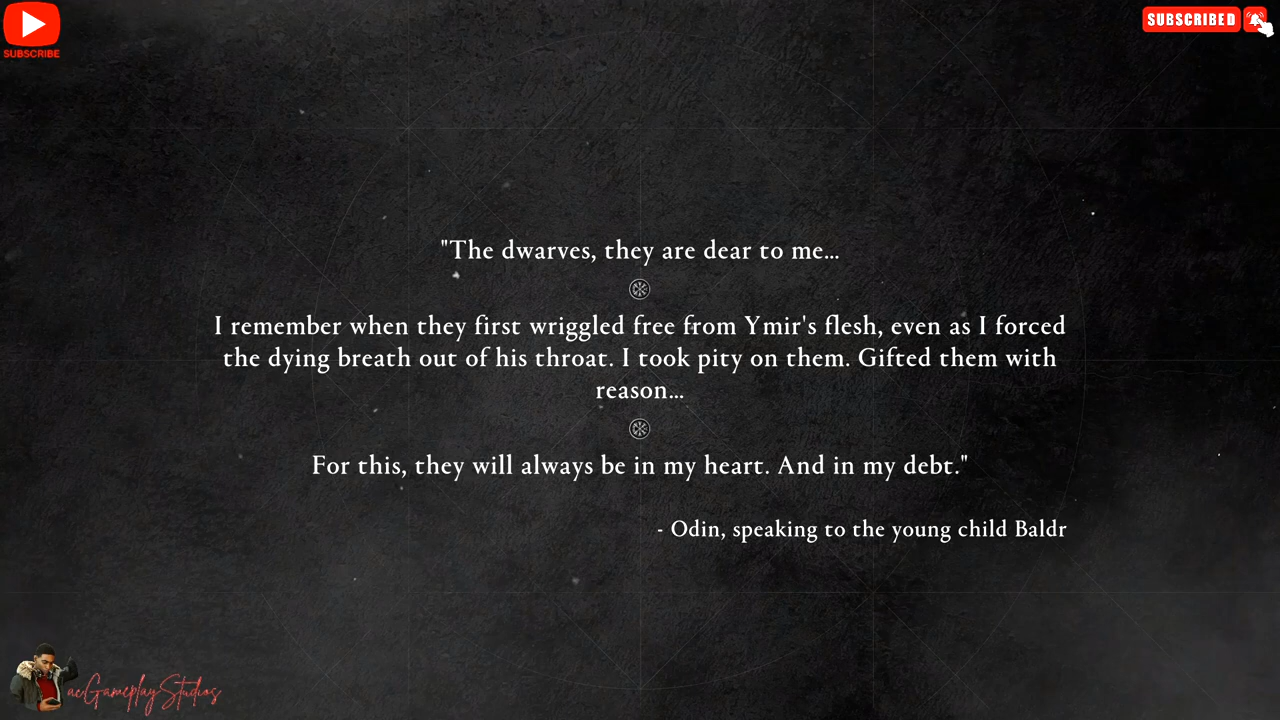 SUBSCRIBE
SUBSCRIBED
"The dwarves, they are dear to me...
I remember when they first wriggled free from Ymir's flesh, even as I forced
the dying breath out of his throat. I took pity on them. Gifted them with
reason...
For this, they will always be in my heart. And in my debt."
- Odin, speaking to the young child Baldr
acGameplayStudios